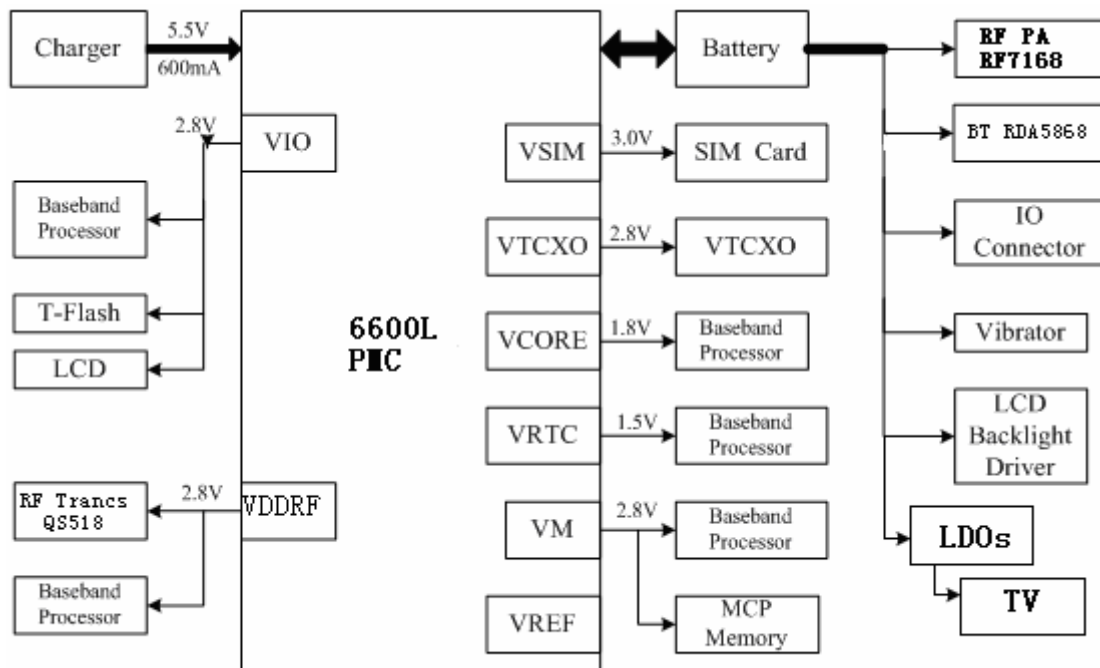 Charger
5.5V
600mA
Battery
RF PA
RF7168
2.8V
VIO
VSIM
3.0V
SIM Card
BT RDA5868
Baseband
Processor
VTCXO
2.8V
VTCXO
IO
Connector
T-Flash
LCD
6600L
PMC
VCORE
1.8V
Baseband
Processor
Vibrator
VRTC
1.5V
Baseband
Processor
LCD
Backlight
Driver
RF Trancs
QS518
2.8V
VDDRF
VM
2.8V
Baseband
Processor
LDOs
Baseband
Processor
VREF
MCP
Memory
TV